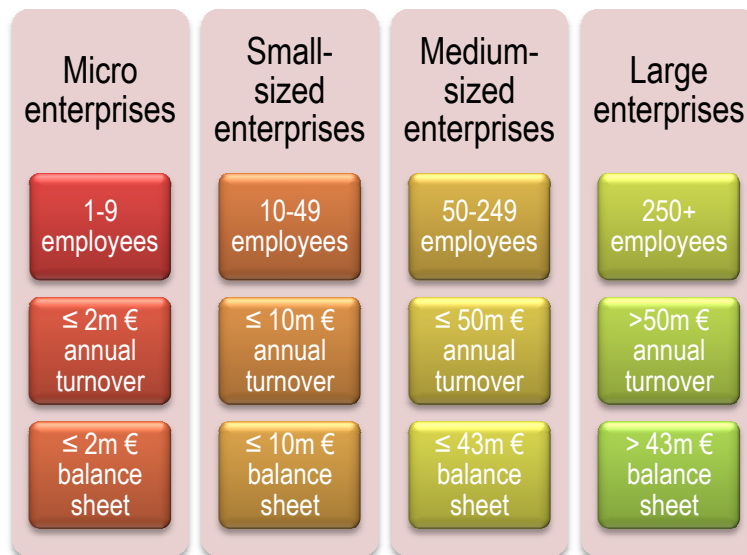 Micro
enterprises
1-9
employees
≤ 2m €
annual
turnover
≤ 2m €
balance
sheet
Small-
sized
enterprises
10-49
employees
≤ 10m €
annual
turnover
≤ 10m €
balance
sheet
Medium-
sized
enterprises
50-249
employees
≤ 50m €
annual
turnover
≤ 43m €
balance
sheet
Large
enterprises
250+
employees
>50m €
annual
turnover
> 43m €
balance
sheet